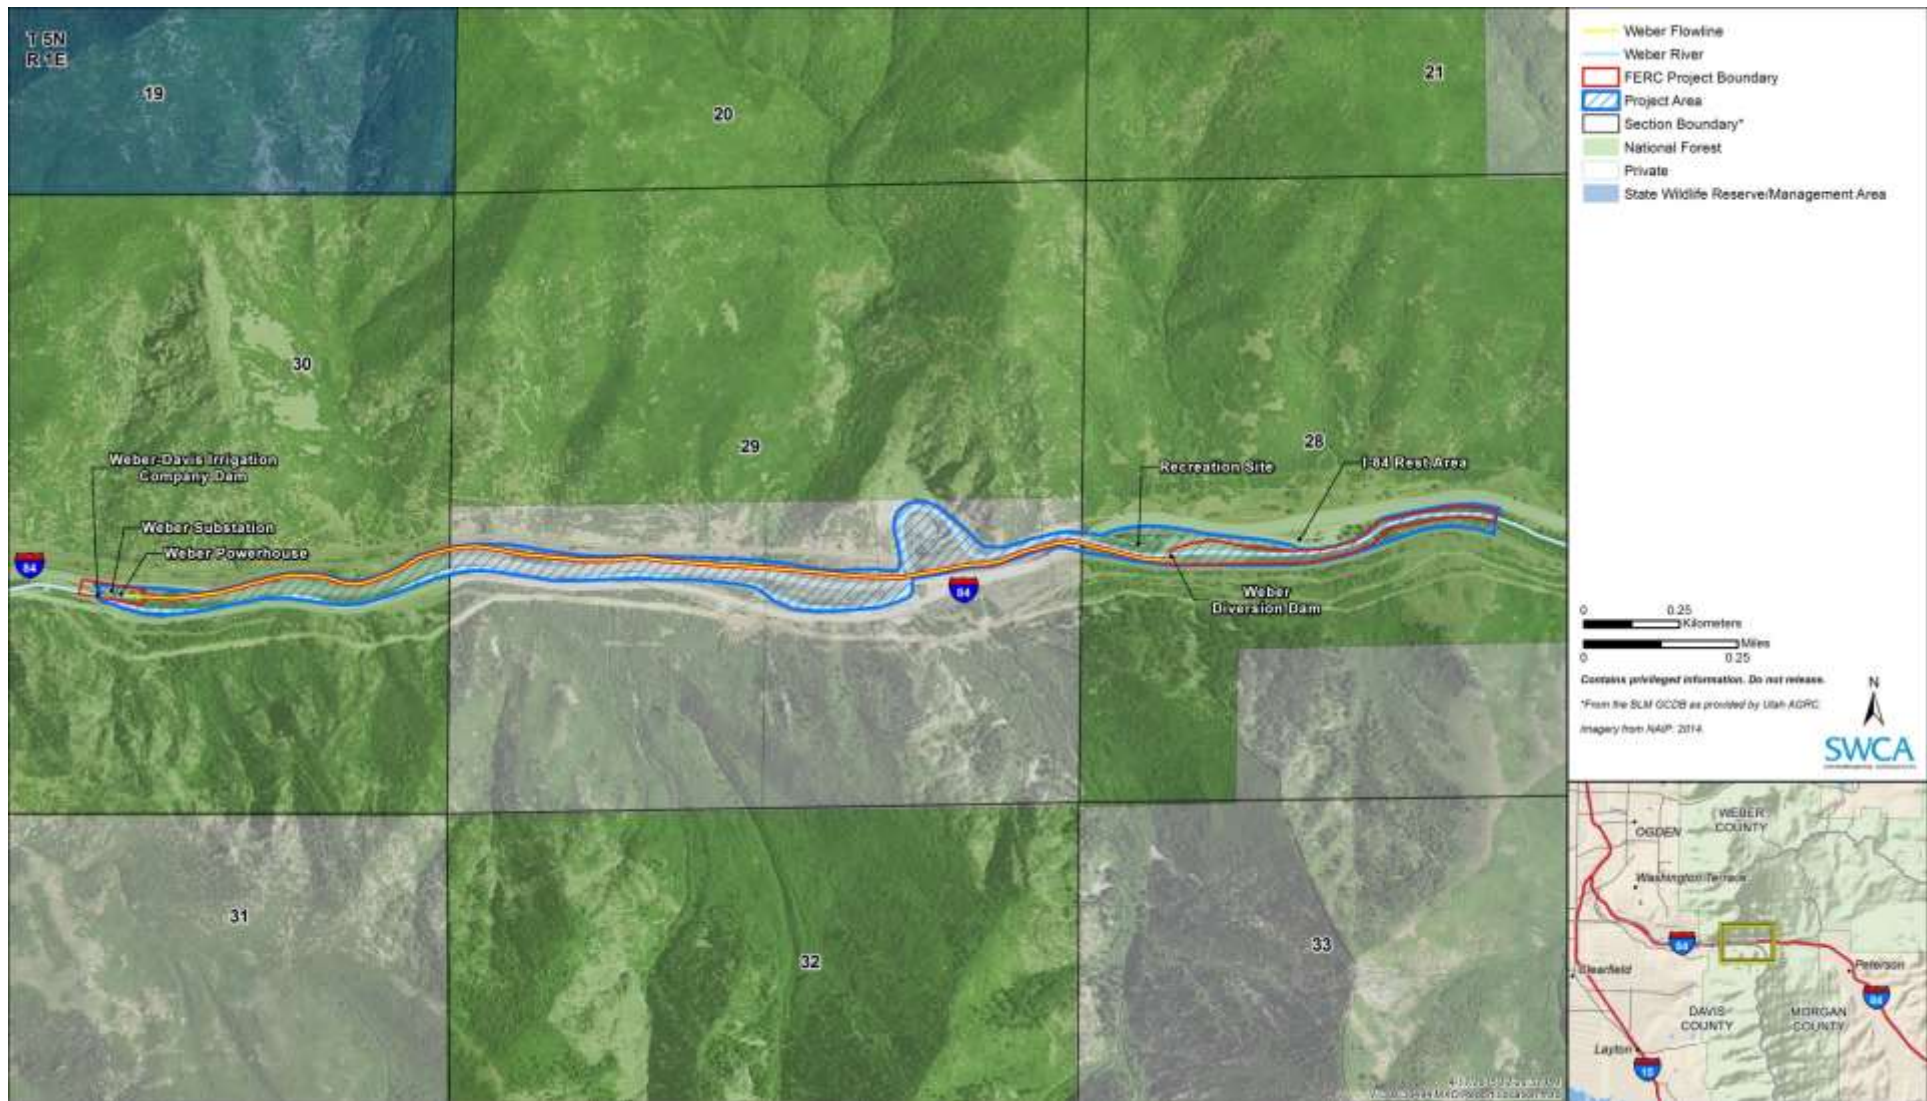 T 5N
R 1E
19
20
21
30
29
28
Weber-Davis Irrigation
Company Dam
Weber Substation
Weber Powerhouse
84
84
Recreation Site
I-84 Rest Area
Weber
Diversion Dam
31
32
33
Weber Flowline
Weber River
FERC Project Boundary
Project Area
Section Boundary*
National Forest
Private
State Wildlife Reserve/Management Area
0 0.25
Kilometers
Miles
0 0.25
Contains privileged information. Do not release.
*From the BLM GCDB as provided by Utah AGRC.
Imagery from NAIP: 2014.
N
SWCA
WEBER
COUNTY
OGDEN
Washington Terrace
84
Clearfield
Peterson
84
DAVIS
COUNTY
MORGAN
COUNTY
Layton
15